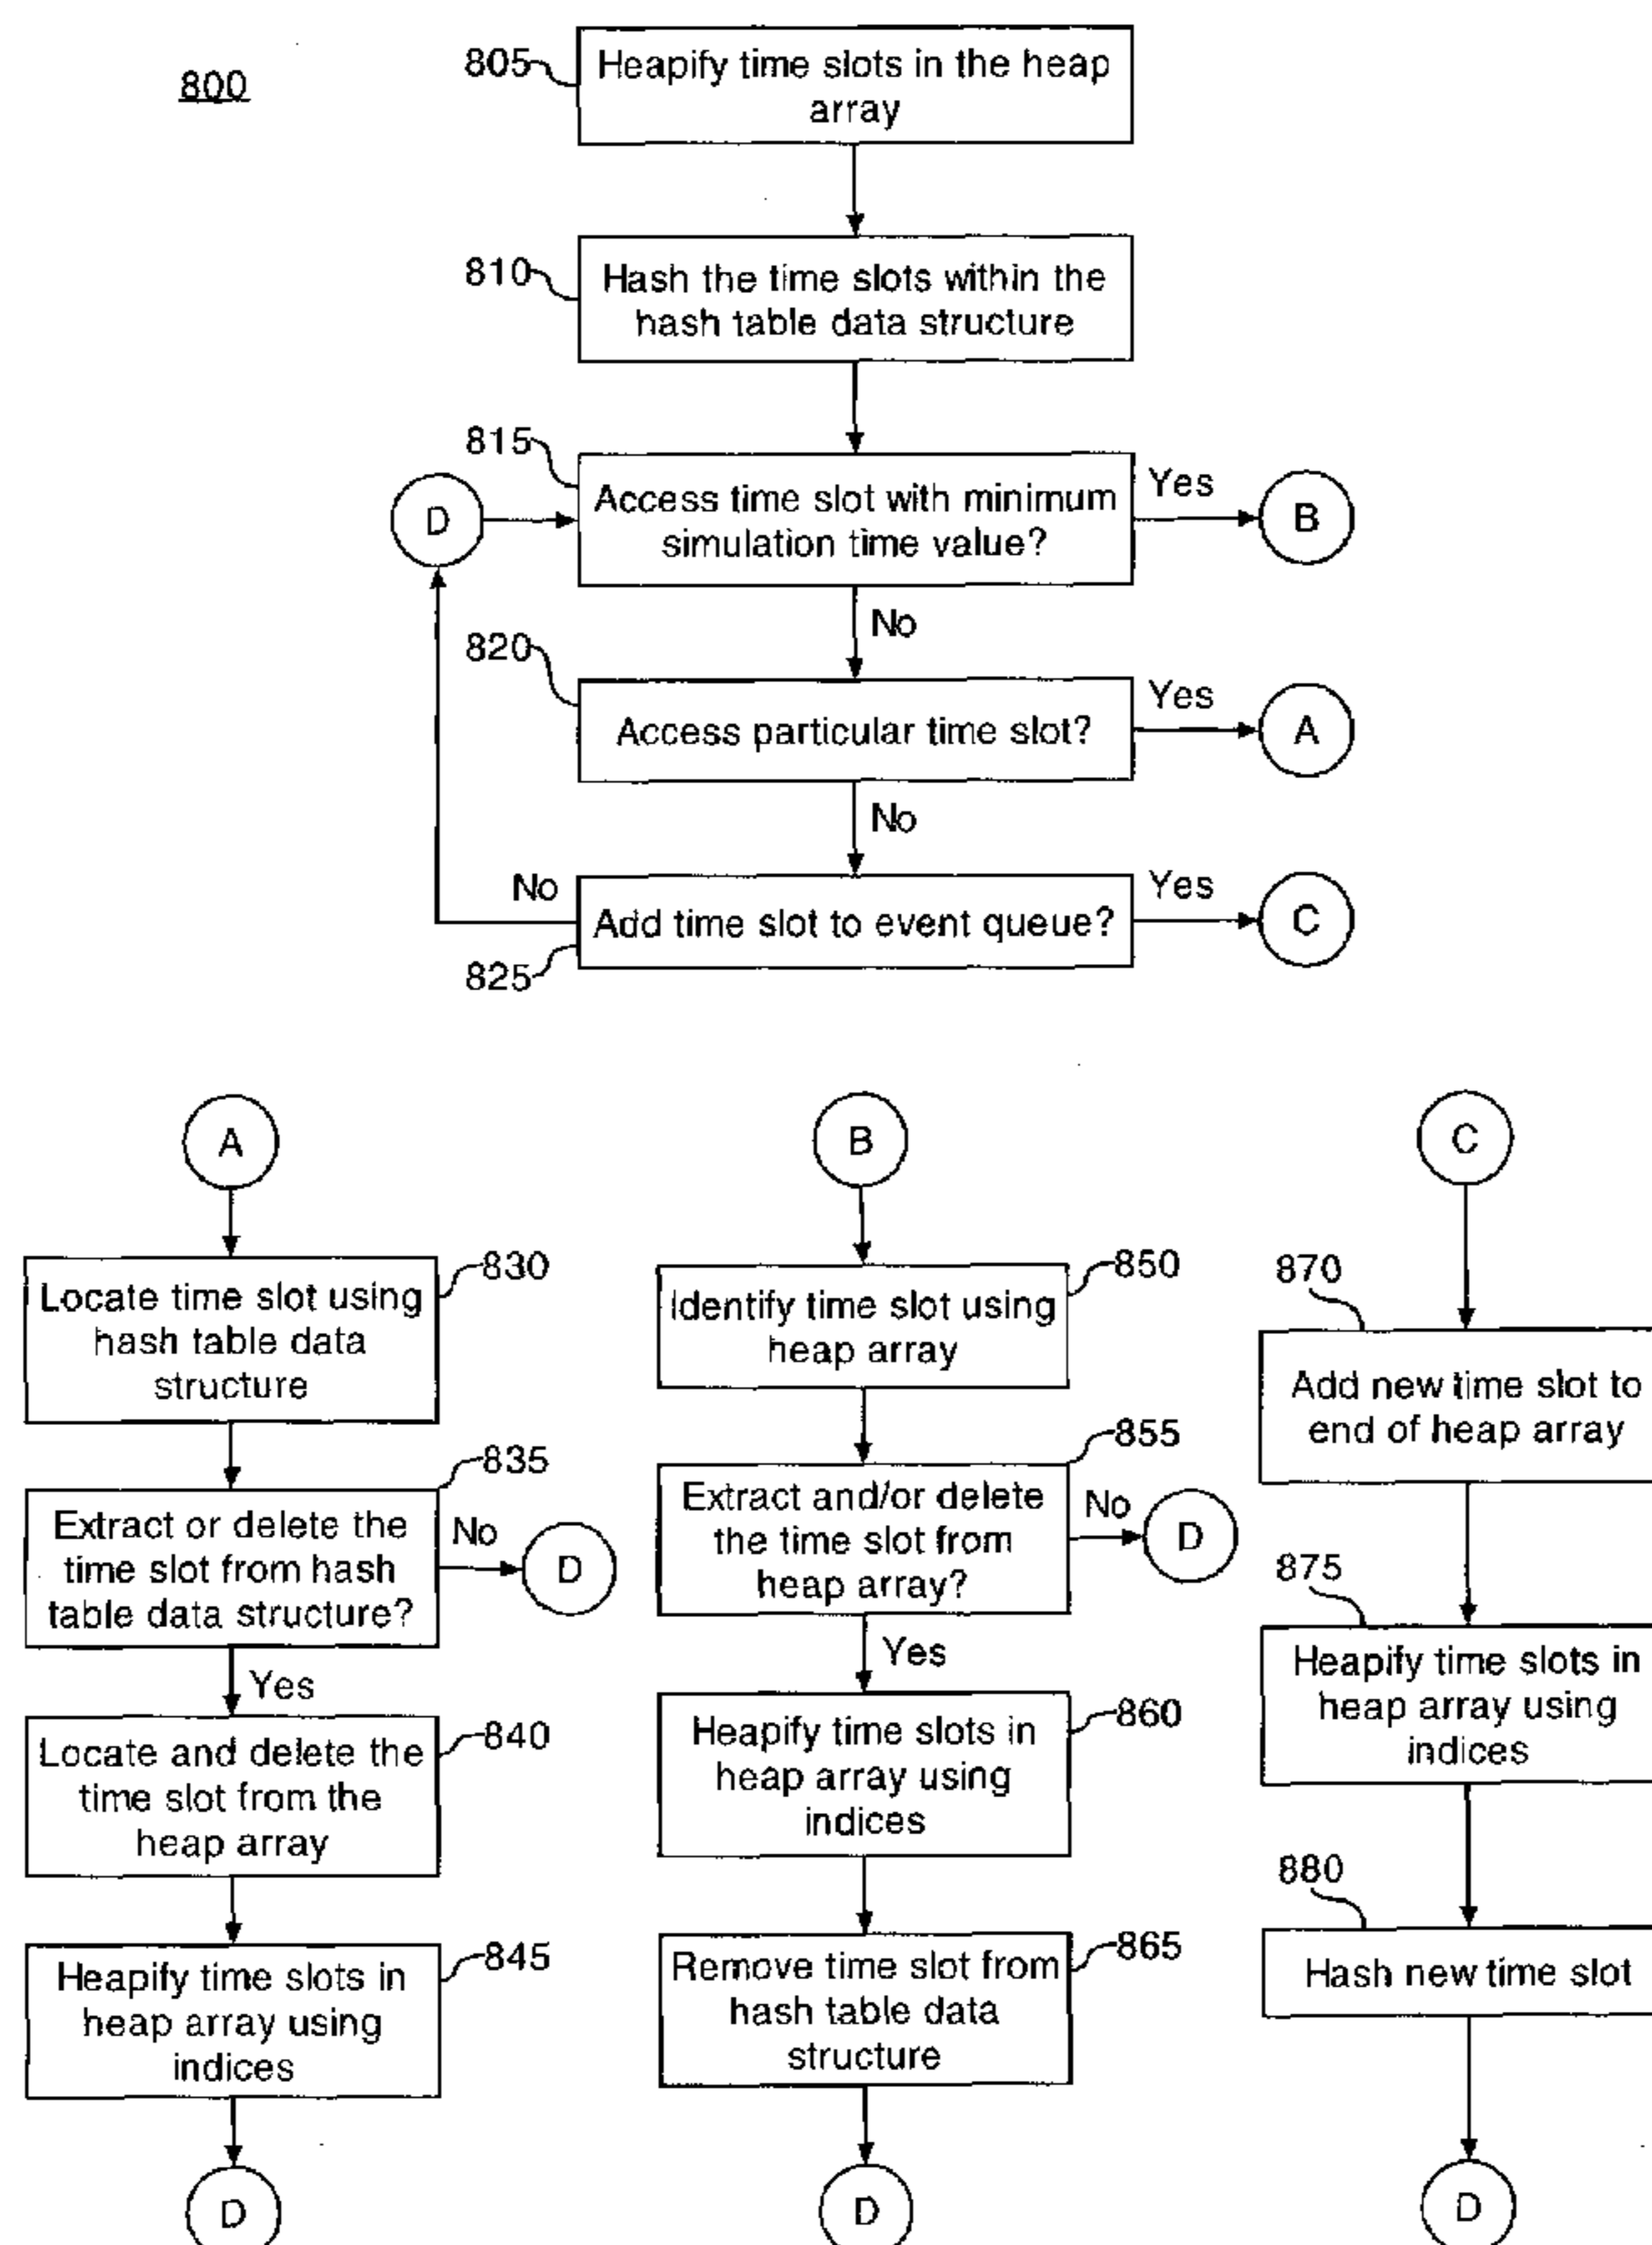 800
805
Heapify time slots in the heap
array
810
Hash the time slots within the
hash table data structure
815
Access time slot with minimum
simulation time value?
Yes
B
D
No
820
Access particular time slot?
Yes
A
No
825
Add time slot to event queue?
No
Yes
C
A
830
Locate time slot using
hash table data
structure
835
Extract or delete the
time slot from hash
table data structure?
No
D
Yes
840
Locate and delete the
time slot from the
heap array
845
Heapify time slots in
heap array using
indices
D
B
850
Identify time slot using
heap array
855
Extract and/or delete
the time slot from
heap array?
No
D
Yes
860
Heapify time slots in
heap array using
indices
865
Remove time slot from
hash table data
structure
D
C
870
Add new time slot to
end of heap array
875
Heapify time slots in
heap array using
indices
880
Hash new time slot
D